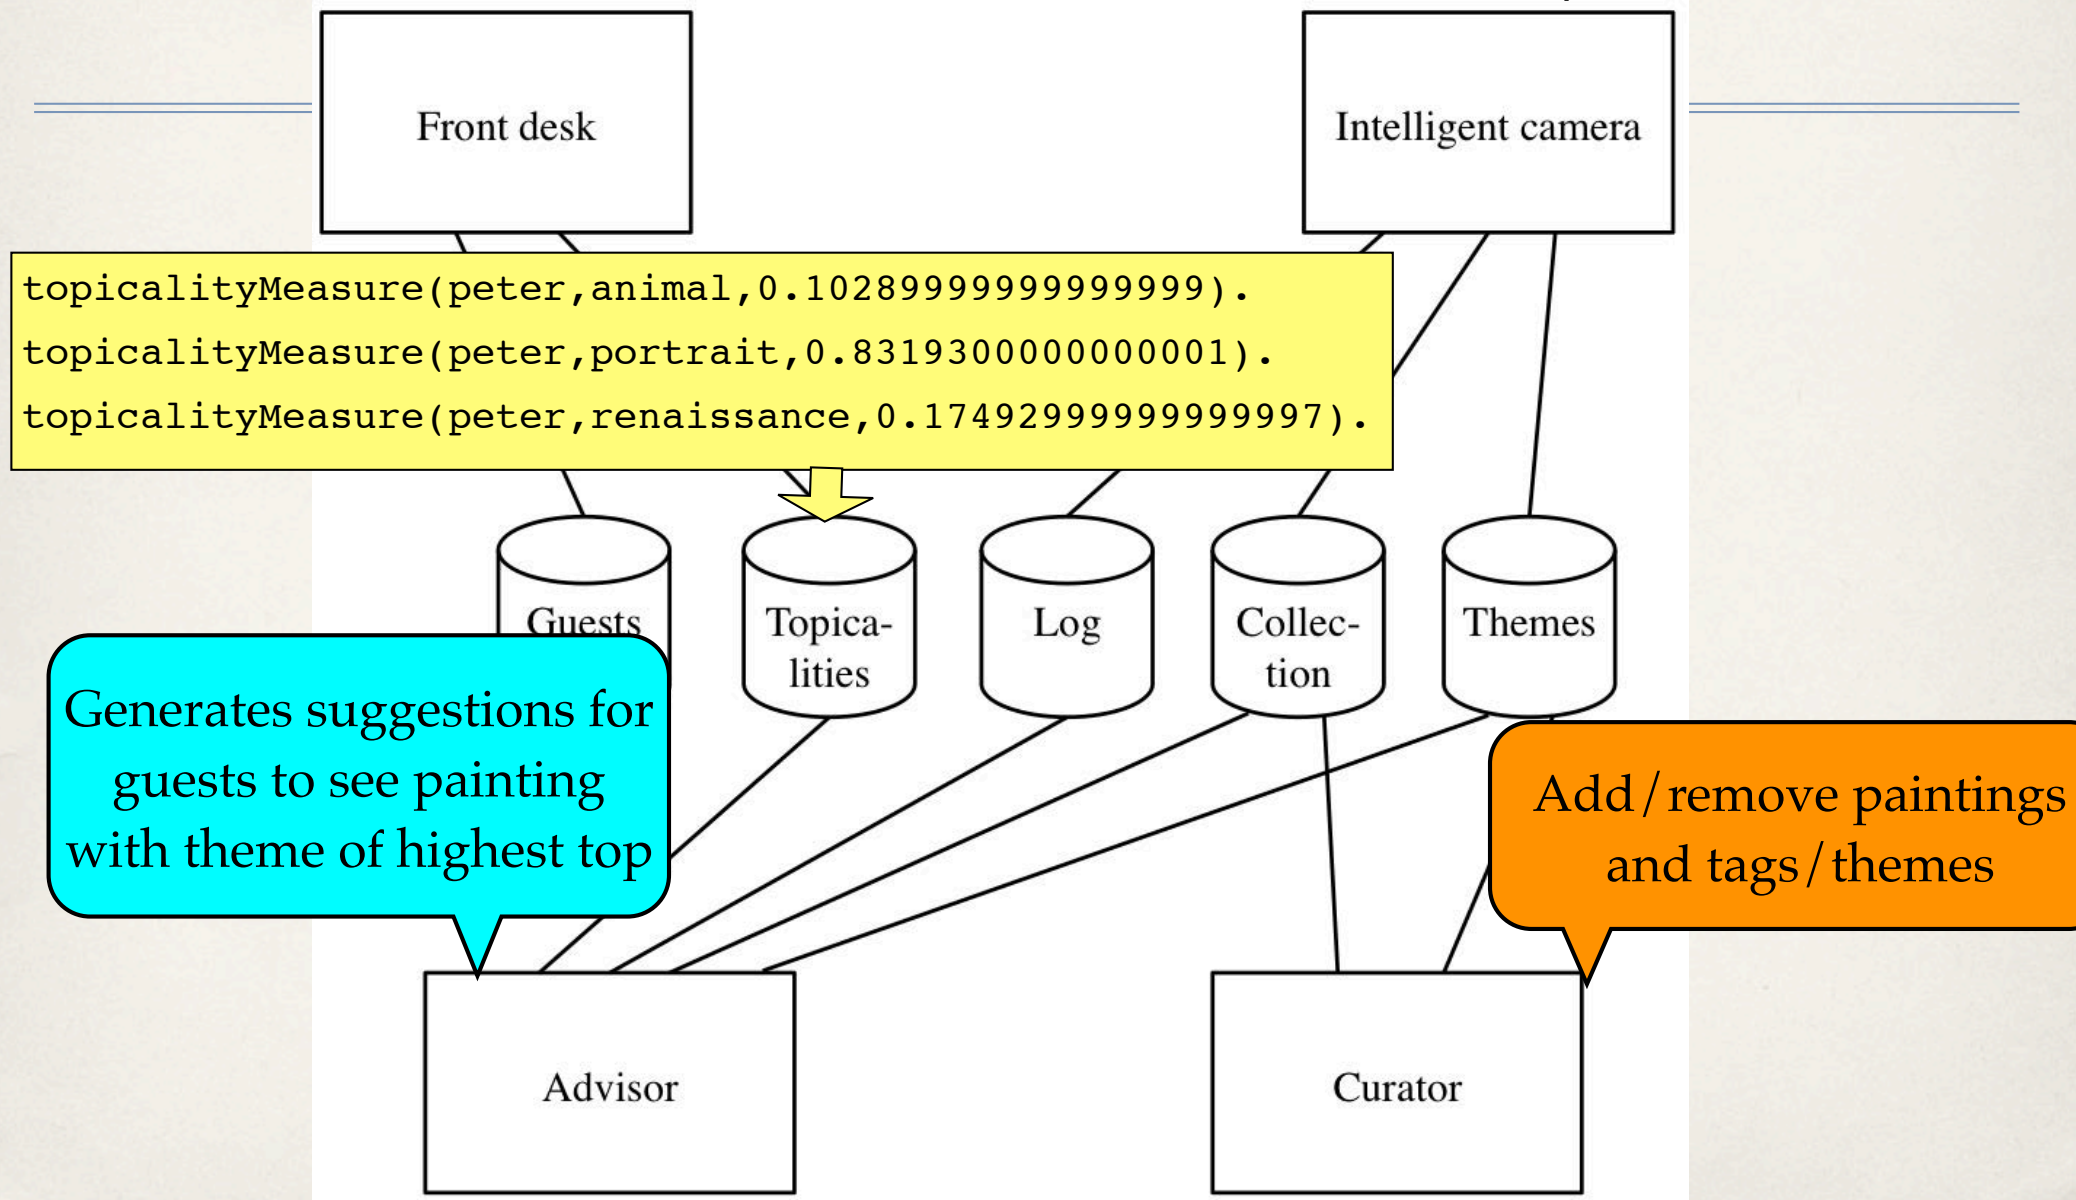 Front desk
Intelligent camera
topicalityMeasure(peter,animal,0.10289999999999999).
topicalityMeasure(peter,portrait,0.8319300000000001).
topicalityMeasure(peter,renaissance,0.17492999999999997).
Guests
Topica-
lities
Log
Collec-
tion
Themes
Generates suggestions for
guests to see painting
with theme of highest top
Add/remove paintings
and tags/themes
Advisor
Curator